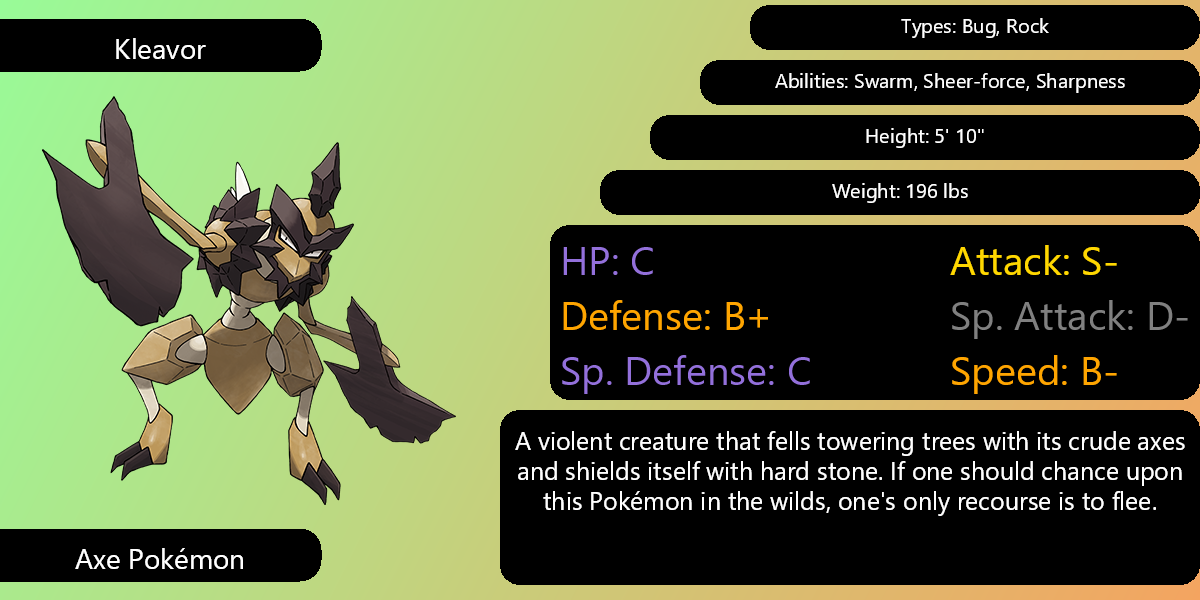 Kleavor
Types: Bug, Rock
Abilities: Swarm, Sheer-force, Sharpness
Height: 5' 10"
Weight: 196 lbs
HP: C
Attack: S-
Defense: B+
Sp. Attack: D-
Sp. Defense: C
Speed: B-
A violent creature that fells towering trees with its crude axes
and shields itself with hard stone. If one should chance upon
this Pokémon in the wilds, one's only recourse is to flee.
Axe Pokémon